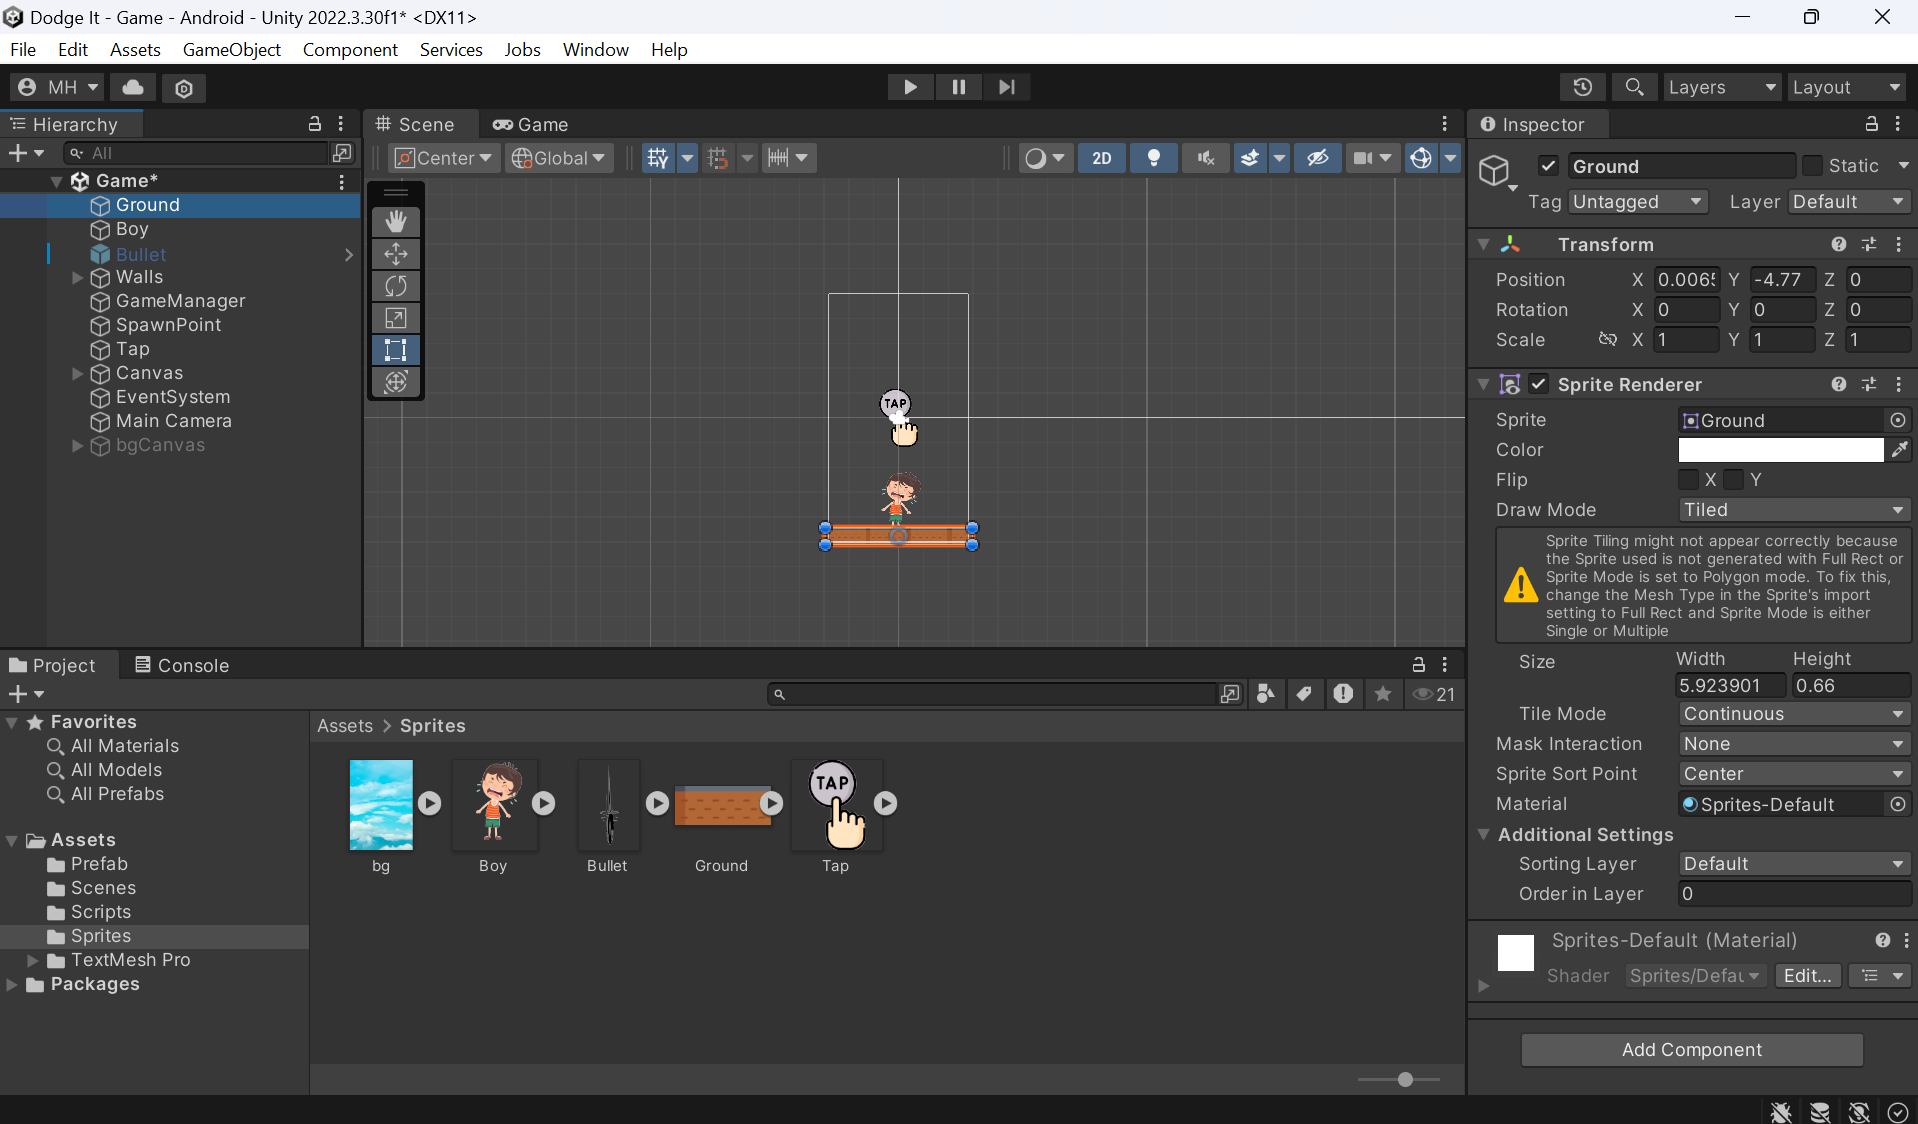 Dodge It - Game - Android - Unity 2022.3.30f1* <DX11>
File Edit Assets GameObject Component Services Jobs Window Help
MH
Layers Layout
Hierarchy
All
Game*
Ground
Boy
Bullet
Walls
GameManager
SpawnPoint
Tap
Canvas
EventSystem
Main Camera
bgCanvas
Scene Game
Center Global 2D
TAP
Inspector
Ground Static
Tag Untagged Layer Default
Transform
Position X 0.006 Y -4.77 Z 0
Rotation X 0 Y 0 Z 0
Scale X 1 Y 1 Z 1
Sprite Renderer
Sprite Ground
Color
Flip X Y
Draw Mode Tiled
Sprite Tiling might not appear correctly because
the Sprite used is not generated with Full Rect or
Sprite Mode is set to Polygon mode. To fix this,
change the Mesh Type in the Sprite's import
setting to Full Rect and Sprite Mode is either
Single or Multiple
Size Width Height
5.923901 0.66
Tile Mode Continuous
Mask Interaction None
Sprite Sort Point Center
Material Sprites-Default
Additional Settings
Sorting Layer Default
Order in Layer 0
Sprites-Default (Material)
Shader Sprites/Defau Edit...
Add Component
Project Console
21
Favorites
All Materials
All Models
All Prefabs
Assets
Prefab
Scenes
Scripts
Sprites
TextMesh Pro
Packages
Assets > Sprites
TAP
bg Boy Bullet Ground Tap